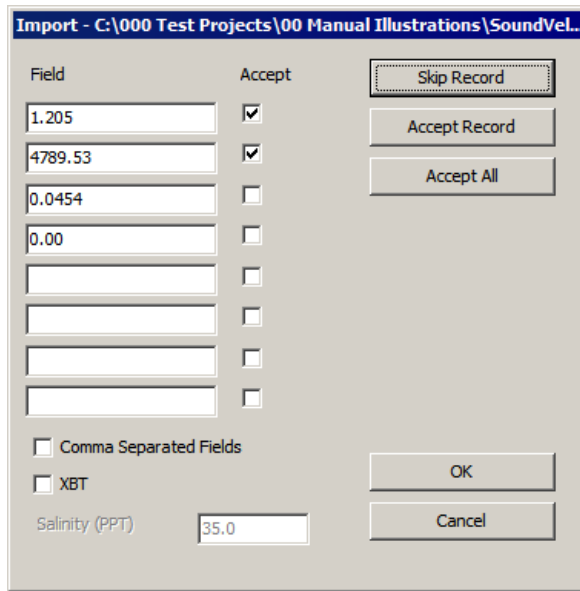 Import - C:\000 Test Projects\00 Manual Illustrations\SoundVel...
Field Accept Skip Record
1.205
Accept Record
4789.53
Accept All
0.0454
0.00
Comma Separated Fields
XBT OK
Salinity (PPT) 35.0 Cancel